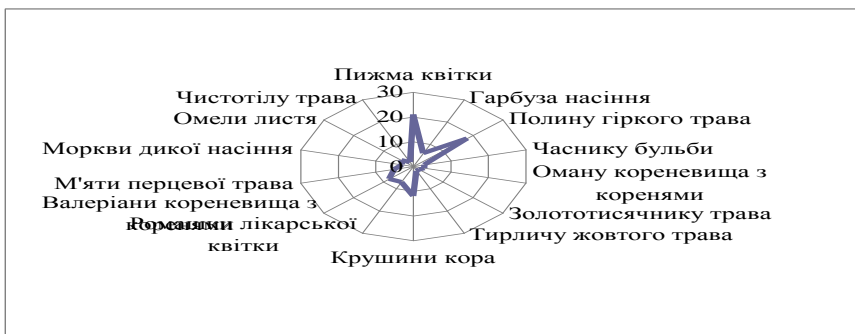 Пижма квітки
30
Чистотілу трава
Гарбуза насіння
20
Омели листя
Полину гіркого трава
10
Моркви дикої насіння
Часнику бульби
0
М'яти перцевої трава
Оману кореневища з
коренями
Валеріани кореневища з
коренями
Золототисячнику трава
Ромашки лікарської
квітки
Тирличу жовтого трава
Крушини кора